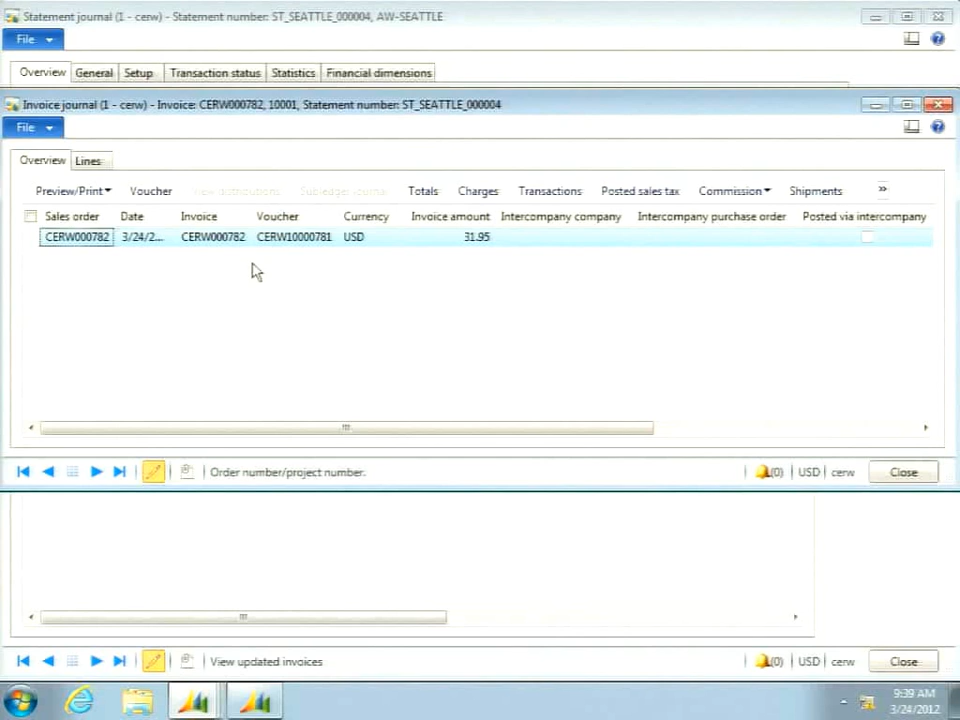 Statement journal (1 - cerw) - Statement number: ST_SEATTLE_000004, AW-SEATTLE
File
Overview General Setup Transaction status Statistics Financial dimensions
Invoice journal (1 - cerw) - Invoice: CERW000782, 10001, Statement number: ST_SEATTLE_000004
File
Overview Lines
Preview/Print Voucher View distributions Subledger journal Totals Charges Transactions Posted sales tax Commission Shipments »
Sales order Date Invoice Voucher Currency Invoice amount Intercompany company Intercompany purchase order Posted via intercompany
CERW000782 3/24/2... CERW000782 CERW10000781 USD 31.95
Order number/project number. (0) USD cerw Close
View updated invoices (0) USD cerw Close
9:39 AM
3/24/2012